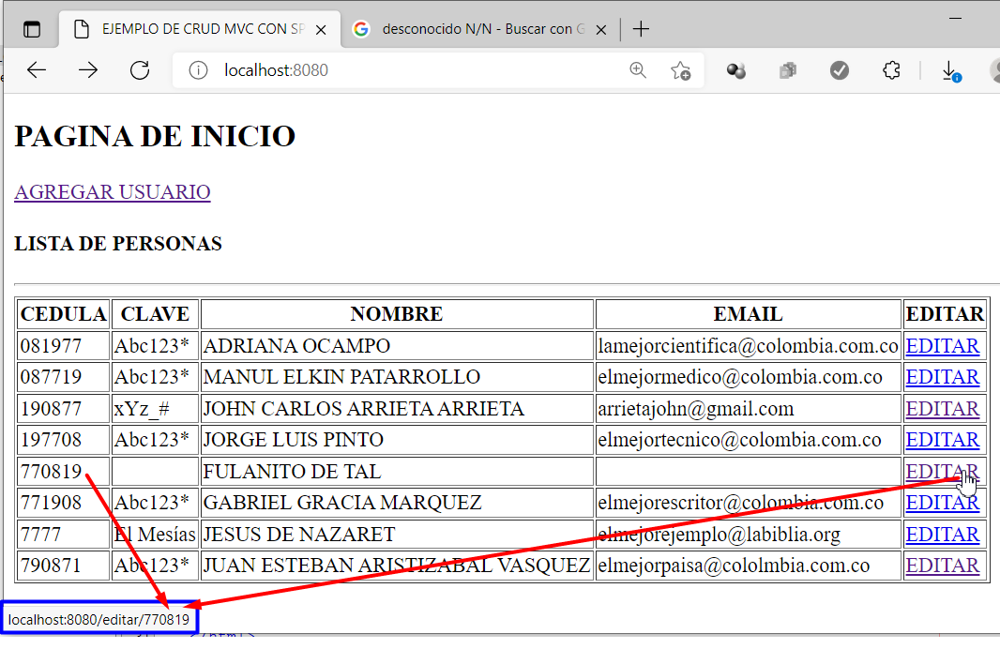 EJEMPLO DE CRUD MVC CON SP
desconocido N/N - Buscar con G
localhost:8080
PAGINA DE INICIO
AGREGAR USUARIO
LISTA DE PERSONAS
CEDULA CLAVE NOMBRE EMAIL EDITAR
081977 Abc123* ADRIANA OCAMPO lamejorcientifica@colombia.com.co EDITAR
087719 Abc123* MANUL ELKIN PATARROLLO elmejormedico@colombia.com.co EDITAR
190877 xYz_# JOHN CARLOS ARRIETA ARRIETA arrietajohn@gmail.com EDITAR
197708 Abc123* JORGE LUIS PINTO elmejortecnico@colombia.com.co EDITAR
770819 FULANITO DE TAL EDITAR
771908 Abc123* GABRIEL GRACIA MARQUEZ elmejorescritor@colombia.com.co EDITAR
7777 El Mesías JESUS DE NAZARET elmejorejemplo@labiblia.org EDITAR
790871 Abc123* JUAN ESTEBAN ARISTIZABAL VASQUEZ elmejorpaisa@cololmbia.com.co EDITAR
localhost:8080/editar/770819